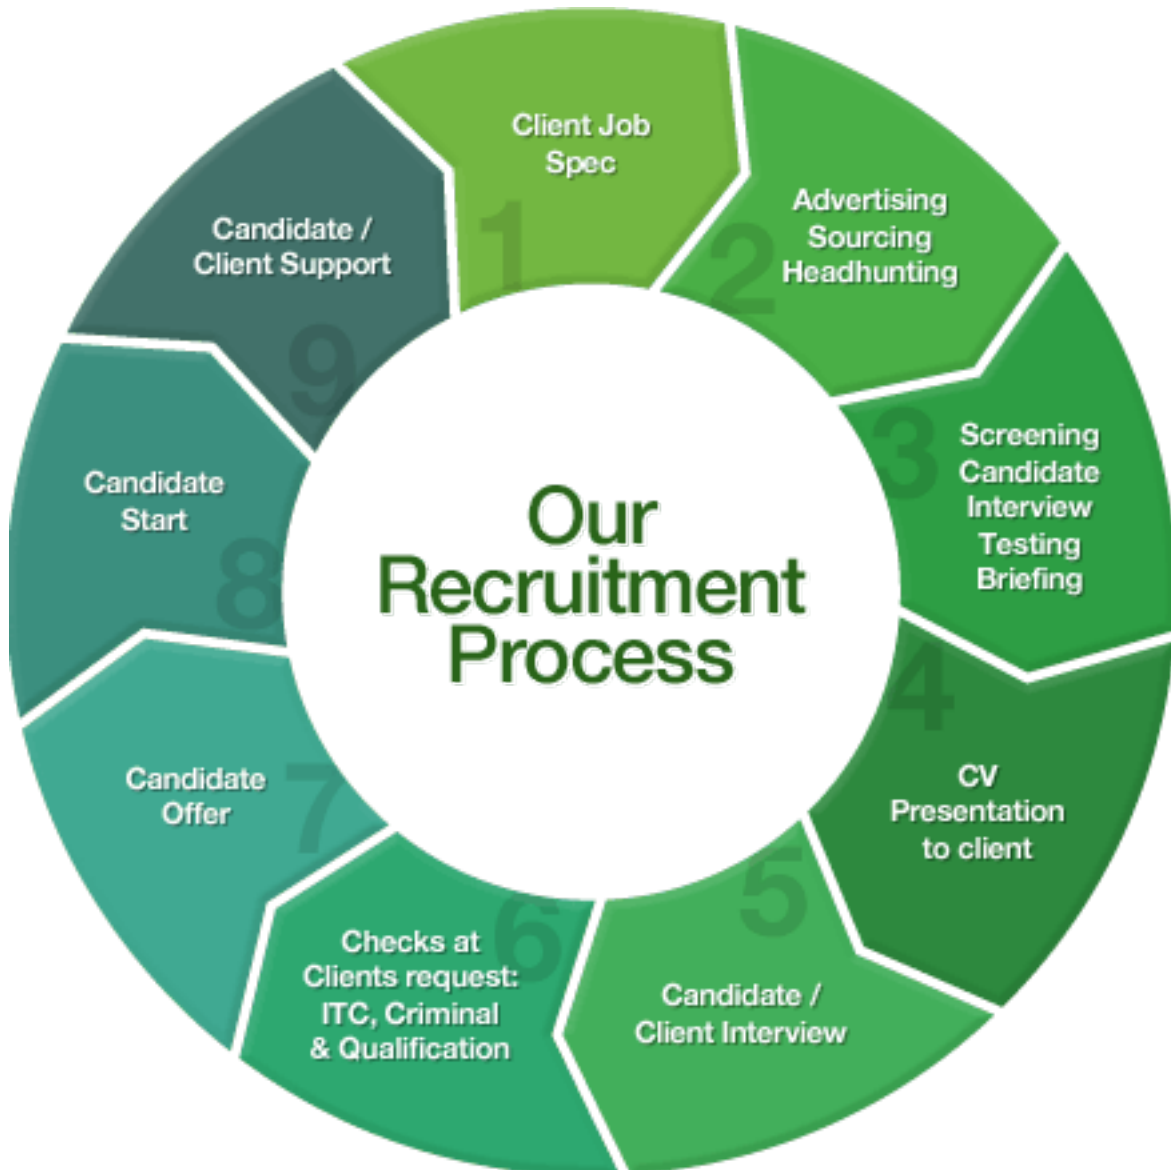 Our
Recruitment
Process
1
Client Job
Spec
2
Advertising
Sourcing
Headhunting
3
Screening
Candidate
Interview
Testing
Briefing
4
CV
Presentation
to client
5
Candidate /
Client Interview
6
Checks at
Clients request:
ITC, Criminal
& Qualification
7
Candidate
Offer
8
Candidate
Start
9
Candidate /
Client Support